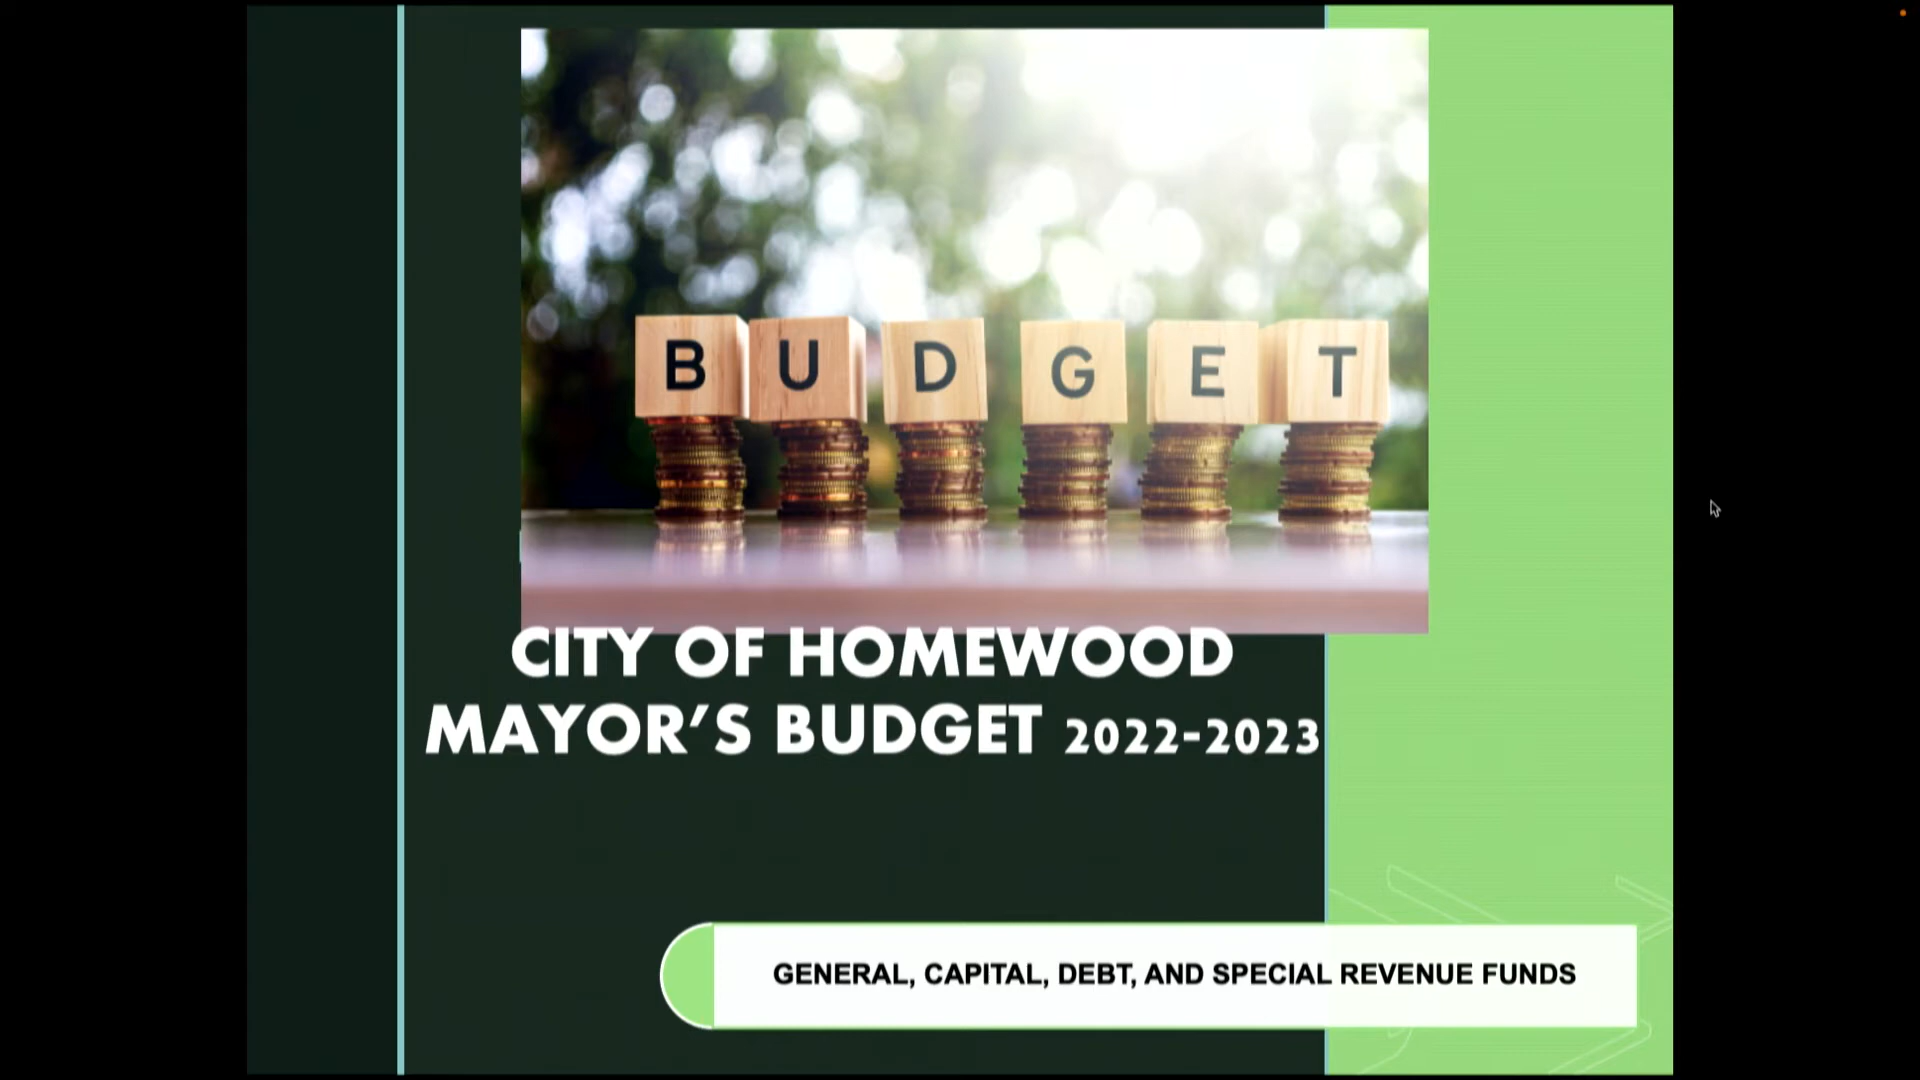 BUDGET
CITY OF HOMEWOOD
MAYOR'S BUDGET 2022-2023
GENERAL, CAPITAL, DEBT, AND SPECIAL REVENUE FUNDS